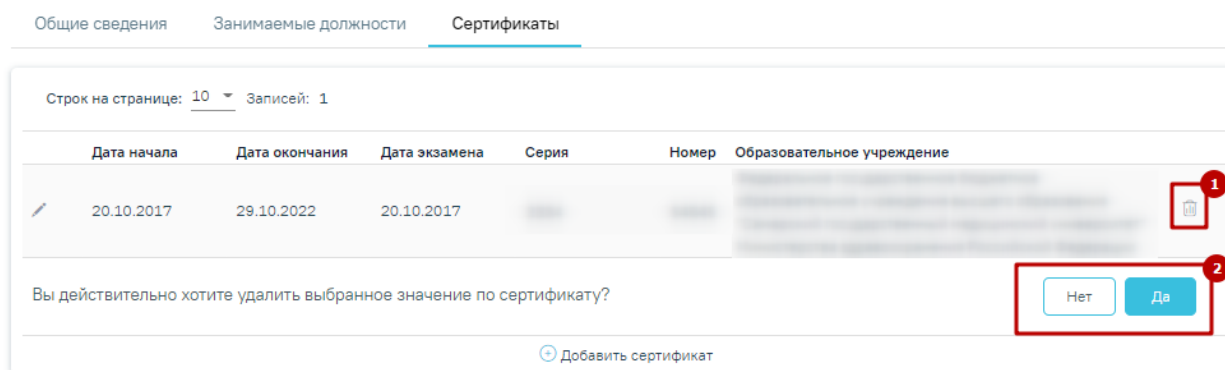 Общие сведения Занимаемые должности Сертификаты
Строк на странице: 10 Записей: 1
Дата начала Дата окончания Дата экзамена Серия Номер Образовательное учреждение
1
20.10.2017 29.10.2022 20.10.2017
2
Вы действительно хотите удалить выбранное значение по сертификату? Нет Да
Добавить сертификат